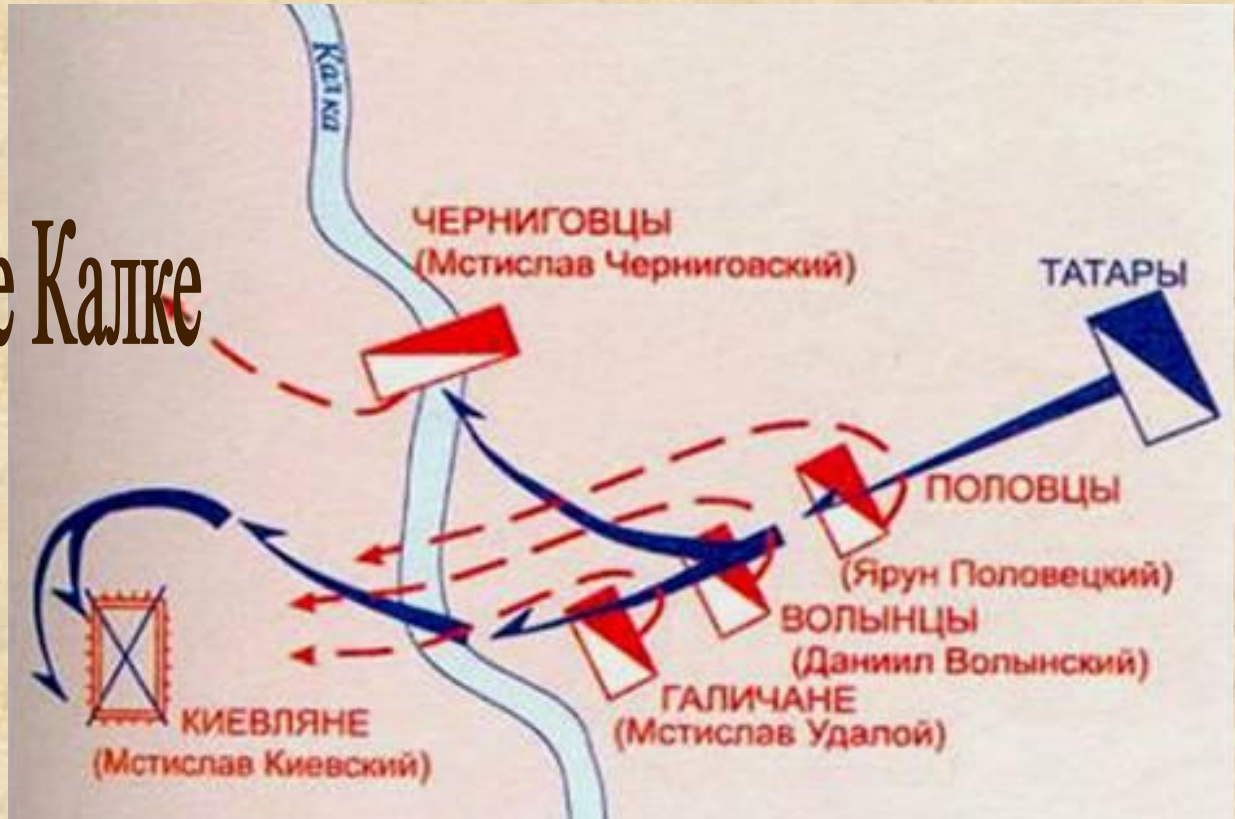 Калка
ЧЕРНИГОВЦЫ
(Мстислав Черниговский)
ТАТАРЫ
е Калке
ПОЛОВЦЫ
(Ярун Половецкий)
ВОЛЫНЦЫ
(Даниил Волынский)
ГАЛИЧАНЕ
(Мстислав Удалой)
КИЕВЛЯНЕ
(Мстислав Киевский)